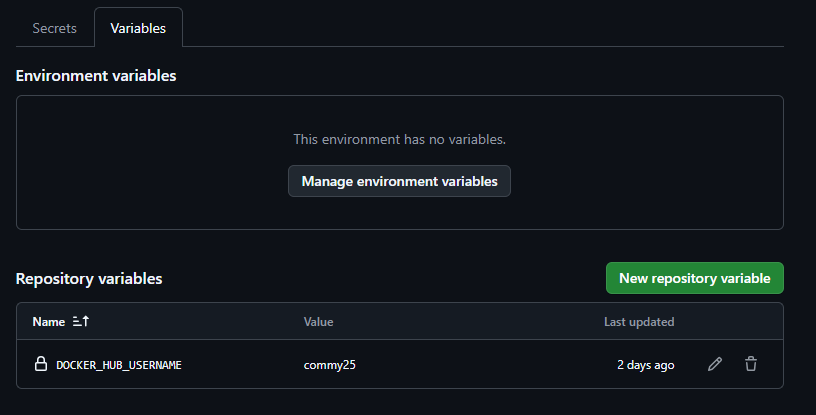 Secrets
Variables
Environment variables
This environment has no variables.
Manage environment variables
Repository variables
New repository variable
Name
Value
Last updated
DOCKER_HUB_USERNAME
commy25
2 days ago